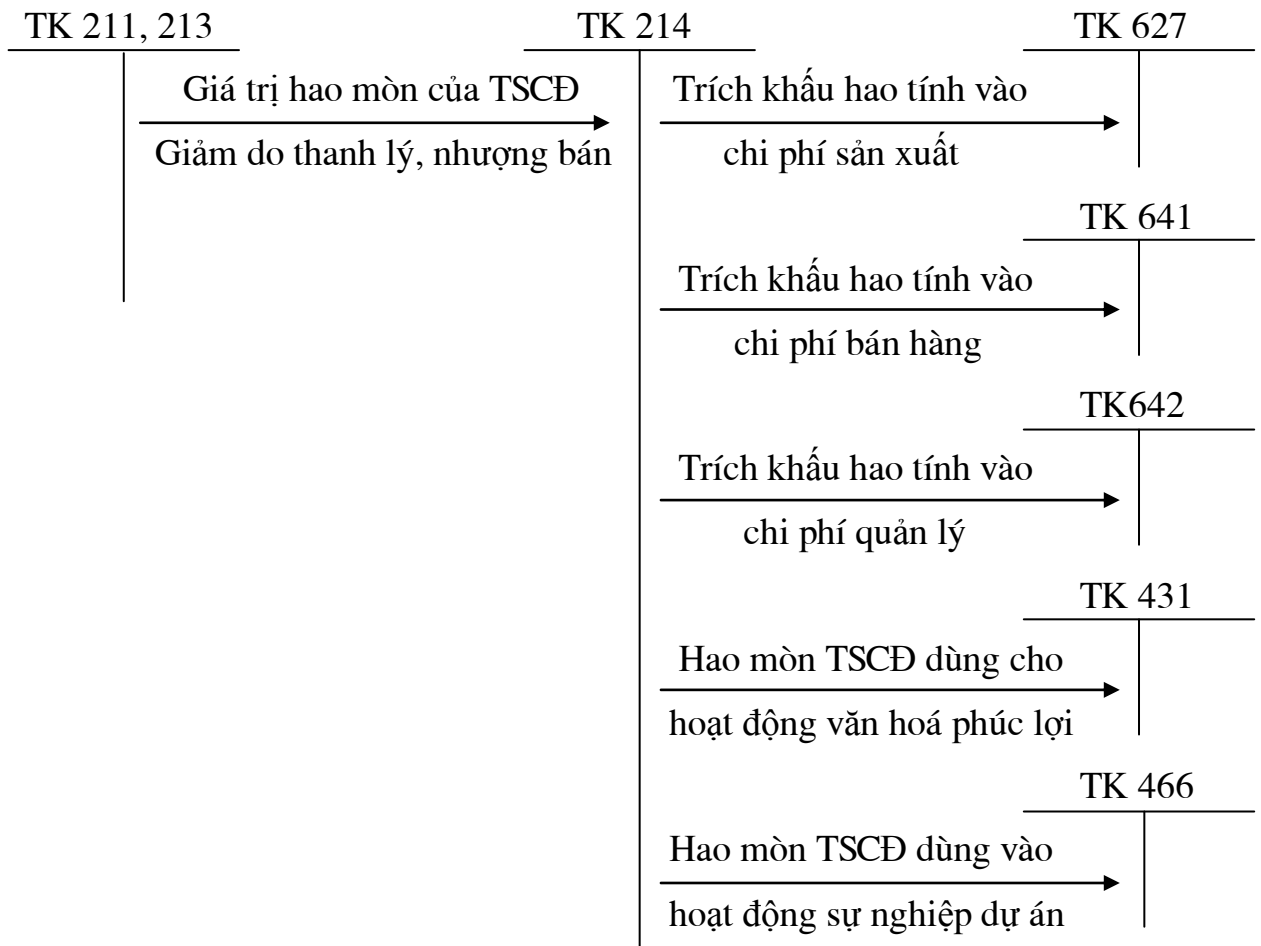 TK 211, 213
TK 214
TK 627
Giá trị hao mòn của TSCĐ
Giảm do thanh lý, nhượng bán
Trích khấu hao tính vào
chi phí sản xuất
TK 641
Trích khấu hao tính vào
chi phí bán hàng
TK642
Trích khấu hao tính vào
chi phí quản lý
TK 431
Hao mòn TSCĐ dùng cho
hoạt động văn hoá phúc lợi
TK 466
Hao mòn TSCĐ dùng vào
hoạt động sự nghiệp dự án